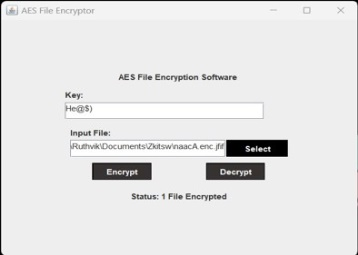 AES File Encryptor
AES File Encryption Software
Key:
He@$)
Input File:
\Ruthvik\Documents\Zkitsw\naacA.enc.jfif
Select
Encrypt Decrypt
Status: 1 File Encrypted